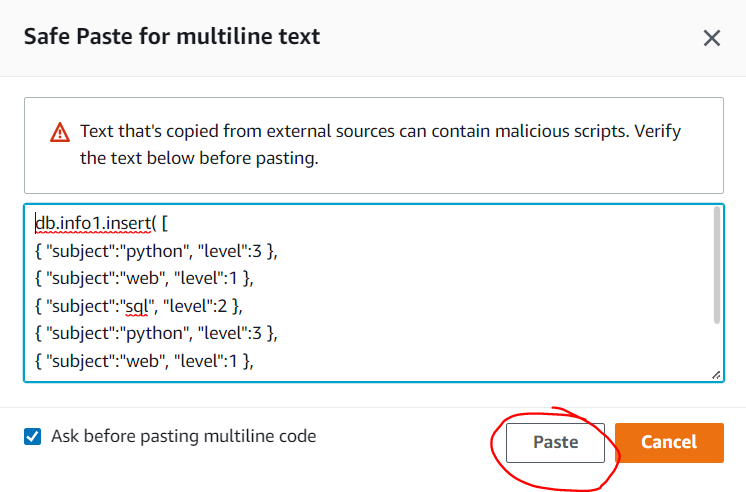 Safe Paste for multiline text
Text that's copied from external sources can contain malicious scripts. Verify
the text below before pasting.
db.info1.insert( [
{ "subject":"python", "level":3 },
{ "subject":"web", "level":1 },
{ "subject":"sql", "level":2 },
{ "subject":"python", "level":3 },
{ "subject":"web", "level":1 },
Ask before pasting multiline code
Paste
Cancel